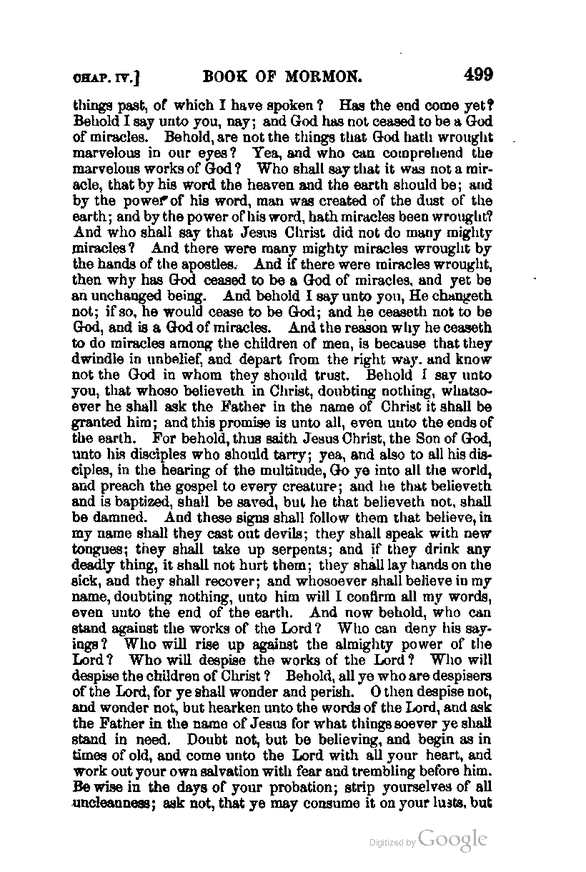 CHAP. IV.] BOOK OF MORMON. 499
things past, of which I have spoken? Has the end come yet?
Behold I say unto you, nay; and God has not ceased to be a God
of miracles. Behold, are not the things that God hath wrought
marvelous in our eyes? Yea, and who can comprehend the
marvelous works of God? Who shall say that it was not a mir-
acle, that by his word the heaven and the earth should be; and
by the power of his word, man was created of the dust of the
earth; and by the power of his word, hath miracles been wrought?
And who shall say that Jesus Christ did not do many mighty
miracles? And there were many mighty miracles wrought by
the hands of the apostles. And if there were miracles wrought,
then why has God ceased to be a God of miracles, and yet be
an unchanged being. And behold I say unto you, He changeth
not; if so, he would cease to be God; and he ceaseth not to be
God, and is a God of miracles. And the reason why he ceaseth
to do miracles among the children of men, is because that they
dwindle in unbelief, and depart from the right way. and know
not the God in whom they should trust. Behold I say unto
you, that whoso believeth in Christ, doubting nothing, whatso-
ever he shall ask the Father in the name of Christ it shall be
granted him; and this promise is unto all, even unto the ends of
the earth. For behold, thus saith Jesus Christ, the Son of God,
unto his disciples who should tarry; yea, and also to all his dis-
ciples, in the hearing of the multitude, Go ye into all the world,
and preach the gospel to every creature; and he that believeth
and is baptized, shall be saved, but he that believeth not, shall
be damned. And these signs shall follow them that believe, in
my name shall they cast out devils; they shall speak with new
tongues; they shall take up serpents; and if they drink any
deadly thing, it shall not hurt them; they shall lay hands on the
sick, and they shall recover; and whosoever shall believe in my
name, doubting nothing, unto him will I confirm all my words,
even unto the end of the earth. And now behold, who can
stand against the works of the Lord? Who can deny his say-
ings? Who will rise up against the almighty power of the
Lord? Who will despise the works of the Lord? Who will
despise the children of Christ? Behold, all ye who are despisers
of the Lord, for ye shall wonder and perish. O then despise not,
and wonder not, but hearken unto the words of the Lord, and ask
the Father in the name of Jesus for what things soever ye shall
stand in need. Doubt not, but be believing, and begin as in
times of old, and come unto the Lord with all your heart, and
work out your own salvation with fear and trembling before him.
Be wise in the days of your probation; strip yourselves of all
uncleanness; ask not, that ye may consume it on your lusts, but
Digitized by Google